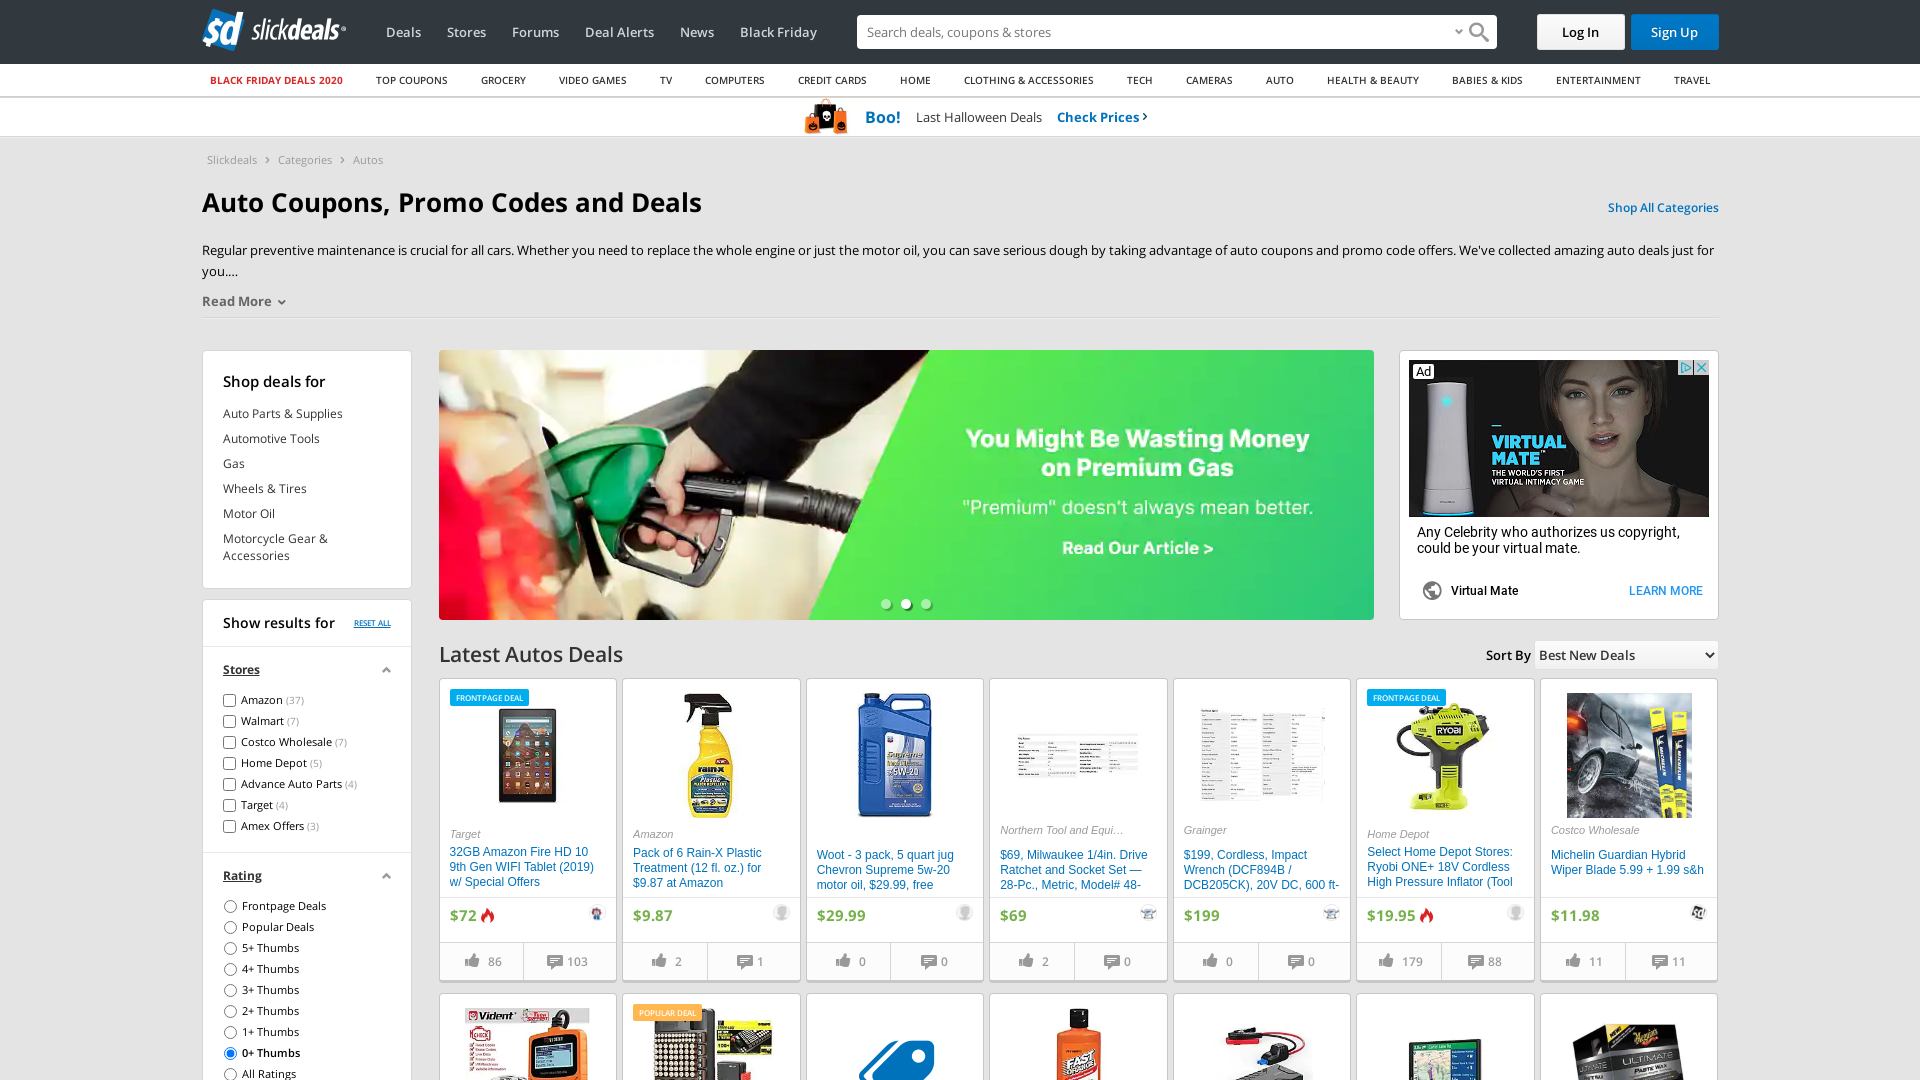 slickdeals
Deals
Stores
Forums
Deal Alerts
News
Black Friday
Search deals, coupons & stores
Log In
Sign Up
BLACK FRIDAY DEALS 2020
TOP COUPONS
GROCERY
VIDEO GAMES
TV
COMPUTERS
CREDIT CARDS
HOME
CLOTHING & ACCESSORIES
TECH
CAMERAS
AUTO
HEALTH & BEAUTY
BABIES & KIDS
ENTERTAINMENT
TRAVEL
Boo! Last Halloween Deals Check Prices
Slickdeals
Categories
Autos
Auto Coupons, Promo Codes and Deals
Shop All Categories
Regular preventive maintenance is crucial for all cars. Whether you need to replace the whole engine or just the motor oil, you can save serious dough by taking advantage of auto coupons and promo code offers. We've collected amazing auto deals just for
you....
Read More
Shop deals for
Auto Parts & Supplies
Automotive Tools
Gas
Wheels & Tires
Motor Oil
Motorcycle Gear &
Accessories
Show results for
RESET ALL
Stores
Amazon (37)
Walmart (7)
Costco Wholesale (7)
Home Depot (5)
Advance Auto Parts (4)
Target (4)
Amex Offers (3)
Rating
Frontpage Deals
Popular Deals
5+ Thumbs
4+ Thumbs
3+ Thumbs
2+ Thumbs
1+ Thumbs
0+ Thumbs
All Ratings
You Might Be Wasting Money
on Premium Gas
"Premium" doesn't always mean better.
Read Our Article >
Ad
VIRTUAL
MATE™
THE WORLD'S FIRST
VIRTUAL INTIMACY GAME
Any Celebrity who authorizes us copyright,
could be your virtual mate.
Virtual Mate
LEARN MORE
Latest Autos Deals
Sort By
Best New Deals
FRONTPAGE DEAL
Target
32GB Amazon Fire HD 10
9th Gen WIFI Tablet (2019)
w/ Special Offers
$72
86
103
RAIN-X
Plastic
Amazon
Pack of 6 Rain-X Plastic
Treatment (12 fl. oz.) for
$9.87 at Amazon
$9.87
2
1
Supreme
5W-20
Woot - 3 pack, 5 quart jug
Chevron Supreme 5w-20
motor oil, $29.99, free
$29.99
0
0
Northern Tool and Equi...
$69, Milwaukee 1/4in. Drive
Ratchet and Socket Set —
28-Pc., Metric, Model# 48-
$69
2
0
Grainger
$199, Cordless, Impact
Wrench (DCF894B /
DCB205CK), 20V DC, 600 ft-
$199
0
0
FRONTPAGE DEAL
RYOBI
Home Depot
Select Home Depot Stores:
Ryobi ONE+ 18V Cordless
High Pressure Inflator (Tool
$19.95
179
88
MICHELIN
Costco Wholesale
Michelin Guardian Hybrid
Wiper Blade 5.99 + 1.99 s&h
$11.98
11
11
Vident
CHECK
POPULAR DEAL
FAST
ORANGE
Meguiar's
ULTIMATE
PASTE WAX